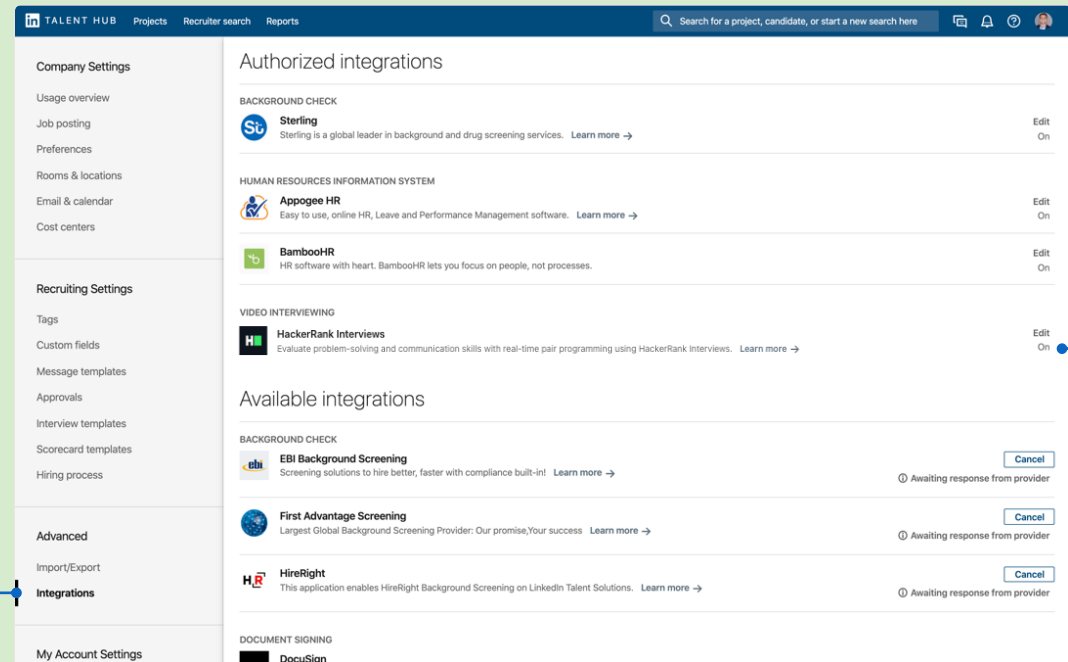 in TALENT HUB Projects Recruiter search Reports Search for a project, candidate, or start a new search here
Company Settings
Usage overview
Job posting
Preferences
Rooms & locations
Email & calendar
Cost centers
Recruiting Settings
Tags
Custom fields
Message templates
Approvals
Interview templates
Scorecard templates
Hiring process
Advanced
Import/Export
Integrations
My Account Settings
Authorized integrations
BACKGROUND CHECK
Sterling
Sterling is a global leader in background and drug screening services. Learn more →
Edit
On
HUMAN RESOURCES INFORMATION SYSTEM
Appogee HR
Easy to use, online HR, Leave and Performance Management software. Learn more →
Edit
On
BambooHR
HR software with heart. BambooHR lets you focus on people, not processes.
Edit
On
VIDEO INTERVIEWING
HackerRank Interviews
Evaluate problem-solving and communication skills with real-time pair programming using HackerRank Interviews. Learn more →
Edit
On
Available integrations
BACKGROUND CHECK
ebi
EBI Background Screening
Screening solutions to hire better, faster with compliance built-in! Learn more →
Cancel
Awaiting response from provider
First Advantage Screening
Largest Global Background Screening Provider: Our promise,Your success Learn more →
Cancel
Awaiting response from provider
HR
HireRight
This application enables HireRight Background Screening on LinkedIn Talent Solutions. Learn more →
Cancel
Awaiting response from provider
DOCUMENT SIGNING
DocuSign